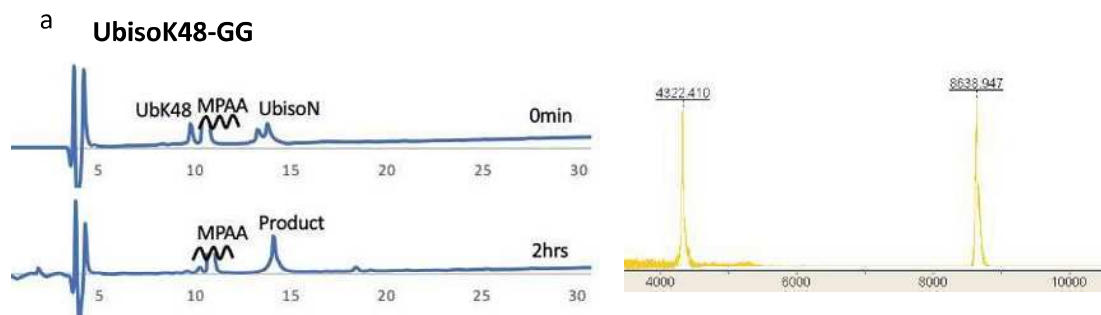 a
UbisoK48-GG
UbK48 MPAA UbisoN
0min
5 10 15 20 25 30
MPAA Product
2hrs
5 10 15 20 25 30
4322.410
8638.947
4000 6000 8000 10000